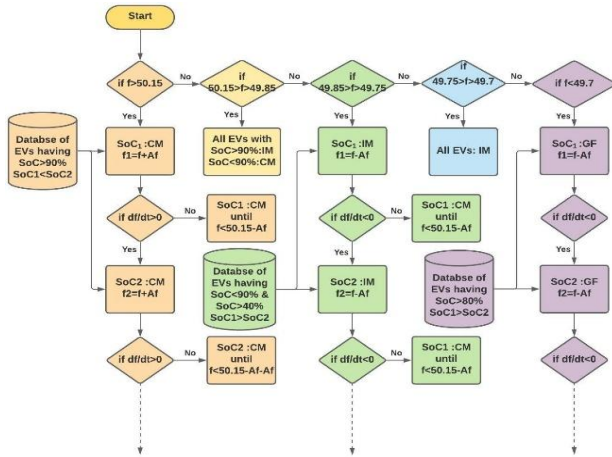 Start
if f>50.15
No
if
50.15>f>49.85
No
if
49.85>f>49.75
No
if
49.75>f>49.7
No
if f<49.7
Yes
Yes
Yes
Yes
Yes
Databse of
EVs having
SoC>90%
SoC1<SoC2
SoC₁ :CM
f1=f+Af
All EVs with
SoC>90%:IM
SoC<90%:CM
SoC₁ :IM
f1=f-Af
All EVs: IM
SoC₁ :GF
f1=f-Af
if df/dt>0
No
SoC1 :CM
until
f<50.15-Af
if df/dt<0
No
SoC1 :CM
until
f<50.15-Af
if df/dt<0
Yes
Yes
Yes
SoC2 :CM
f2=f+Af
Databse of
EVs having
SoC<90% &
SoC>40%
SoC1>SoC2
SoC2 :IM
f2=f-Af
Databse of
EVs having
SoC>80%
SoC1>SoC2
SoC2 :GF
f2=f-Af
if df/dt>0
No
SoC2 :CM
until
f<50.15-Af-Af
if df/dt<0
No
SoC1 :CM
until
f<50.15-Af
if df/dt<0